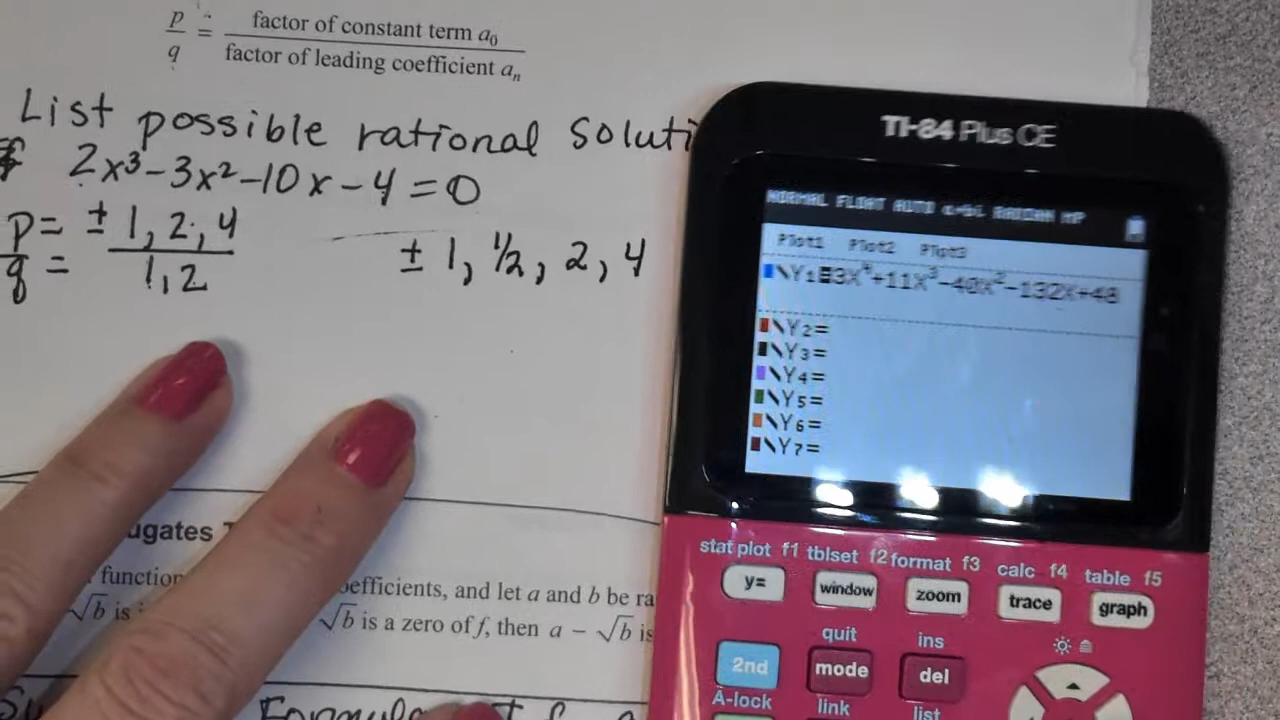 p/q = factor of constant term a₀ / factor of leading coefficient aₙ
List possible rational
2x³-3x²-10x-4=0
p = ± 1, 2, 4
q = 1, 2
± 1, 1/2, 2, 4
TI-84 Plus CE
NORMAL FLOAT AUTO a+bi RADIAN MP
Plot1 Plot2 Plot3
\Y₁=3X⁴+11X³-40X²-132X+48
\Y₂=
\Y₃=
\Y₄=
\Y₅=
\Y₆=
\Y₇=
stat plot f1 tblset f2 format f3 calc f4 table f5
y= window zoom trace graph
quit ins
2nd mode del
A-lock link list
function
coefficients, and let a and b be
√b is
√b is a zero of f, then a − √b is